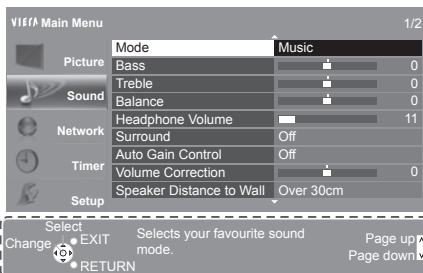 VIErA Main Menu 1/2
Picture
Sound
Network
Timer
Setup
Mode Music
Bass 0
Treble 0
Balance 0
Headphone Volume 11
Surround Off
Auto Gain Control Off
Volume Correction 0
Speaker Distance to Wall Over 30cm
Select
Change
EXIT
RETURN
Selects your favourite sound
mode.
Page up
Page down